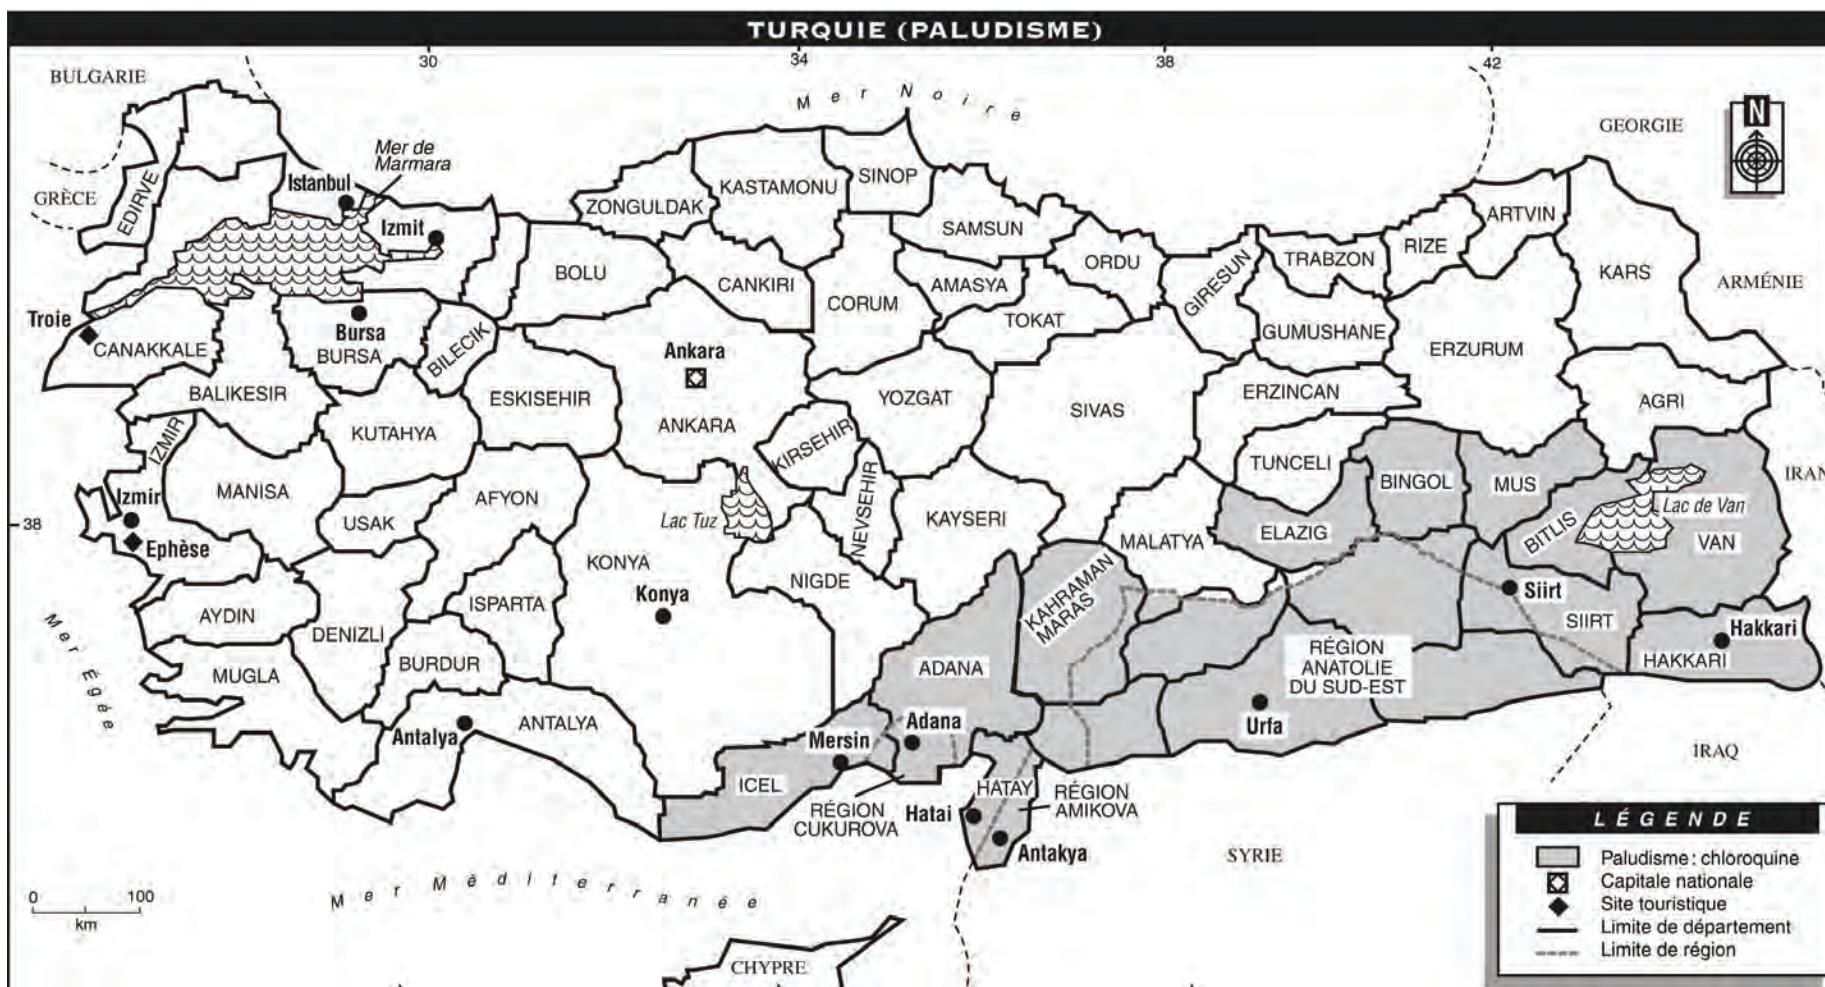 TURQUIE (PALUDISME)
30
34
38
42
BULGARIE
Mer Noire
N
GEORGIE
Mer de
Marmara
GRÈCE
EDIRVE
Istanbul
Izmit
ZONGULDAK
KASTAMONU
SINOP
SAMSUN
ORDU
GIRESUN
TRABZON
RIZE
ARTVIN
KARS
ARMÉNIE
BOLU
CANKIRI
CORUM
AMASYA
TOKAT
GUMUSHANE
ERZURUM
Troie
CANAKKALE
Bursa
BURSA
BILECIK
Ankara
ANKARA
BALIKESIR
ESKISEHIR
YOZGAT
SIVAS
ERZINCAN
AGRI
IZMIR
KUTAHYA
KIRSEHIR
TUNCELI
IRAN
Izmir
MANISA
AFYON
USAK
Lac Tuz
NEVSEHIR
KAYSERI
BINGOL
MUS
Lac de Van
38
Ephèse
MALATYA
ELAZIG
BITLIS
VAN
KONYA
Konya
NIGDE
KAHRAMAN
MARAS
Siirt
SIIRT
AYDIN
DENIZLI
ISPARTA
BURDUR
Hakkari
HAKKARI
Mer Égée
MUGLA
ADANA
RÉGION
ANATOLIE
DU SUD-EST
Antalya
ANTALYA
Mersin
Adana
Urfa
ICEL
RÉGION
CUKUROVA
Hatai
HATAY
RÉGION
AMIKOVA
IRAQ
Antakya
SYRIE
Mer Méditerranée
0 100
km
CHYPRE
LÉGENDE
Paludisme : chloroquine
Capitale nationale
Site touristique
Limite de département
Limite de région